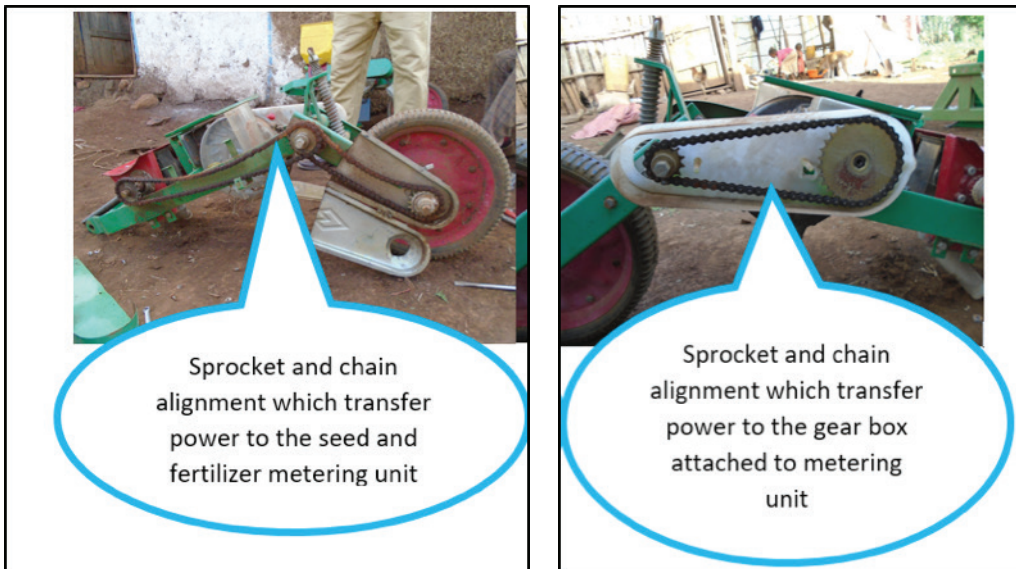 Sprocket and chain
alignment which transfer
power to the seed and
fertilizer metering unit
Sprocket and chain
alignment which transfer
power to the gear box
attached to metering
unit